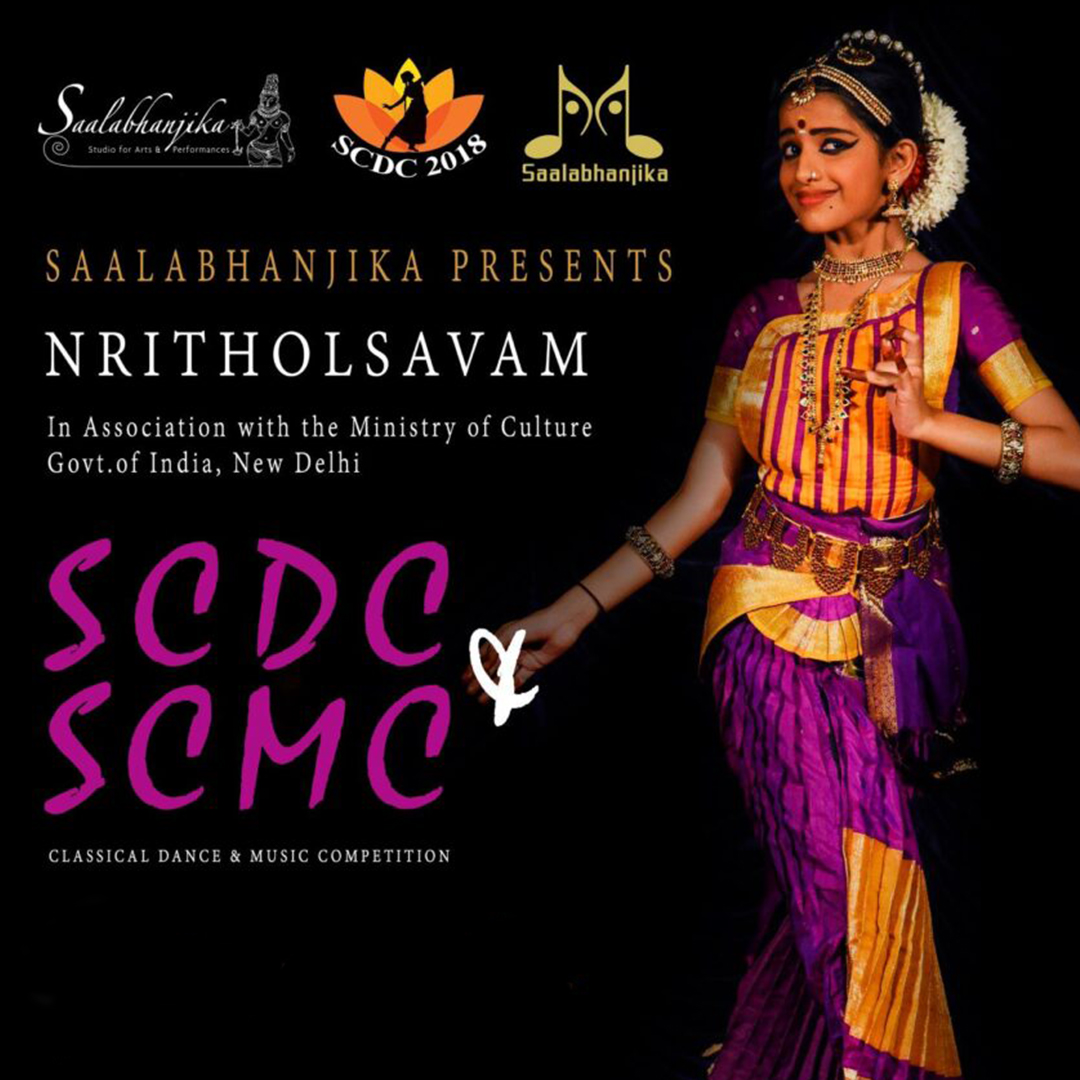 Saalabhanjika
Studio for Arts & Performances
SCDC 2018
Saalabhanjika
SAALABHANJIKA PRESENTS
NRITHOLSAVAM
In Association with the Ministry of Culture
Govt.of India, New Delhi
SCDC
&
SCMC
CLASSICAL DANCE & MUSIC COMPETITION